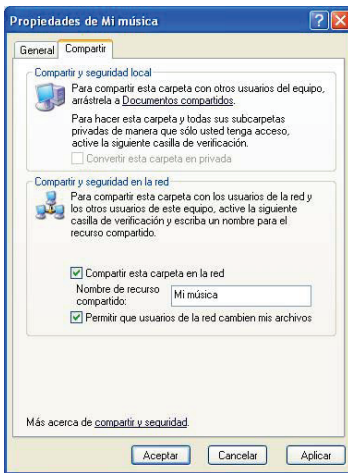 Propiedades de Mi música
General
Compartir
Compartir y seguridad local
Para compartir esta carpeta con otros usuarios del equipo,
arrástrela a Documentos compartidos.
Para hacer esta carpeta y todas sus subcarpetas
privadas de manera que sólo usted tenga acceso,
active la siguiente casilla de verificación.
Convertir esta carpeta en privada
Compartir y seguridad en la red
Para compartir esta carpeta con los usuarios de la red y
los otros usuarios de este equipo, active la siguiente
casilla de verificación y escriba un nombre para el
recurso compartido.
Compartir esta carpeta en la red
Nombre de recurso
compartido:
Mi música
Permitir que usuarios de la red cambien mis archivos
Más acerca de compartir y seguridad.
Aceptar
Cancelar
Aplicar